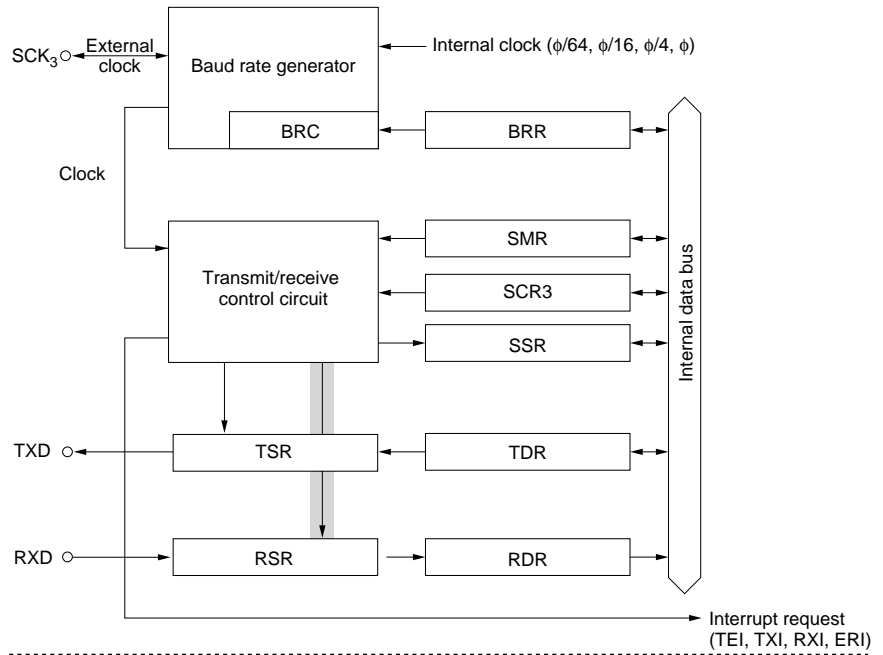 SCK3
External
clock
Baud rate generator
Internal clock (ϕ/64, ϕ/16, ϕ/4, ϕ)
BRC
BRR
Clock
SMR
Transmit/receive
control circuit
SCR3
SSR
Internal data bus
TXD
TSR
TDR
RXD
RSR
RDR
Interrupt request
(TEI, TXI, RXI, ERI)